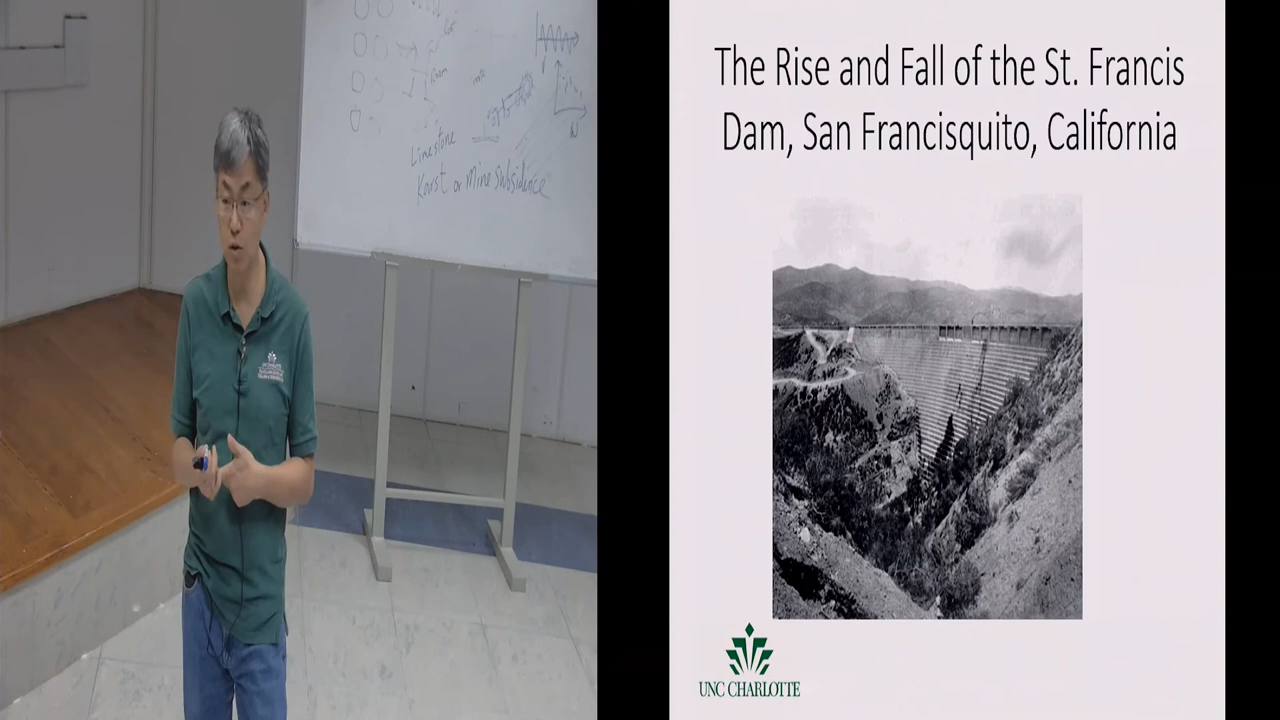 Limestone
Karst or Mine Subsidence
The Rise and Fall of the St. Francis
Dam, San Francisquito, California
UNC CHARLOTTE